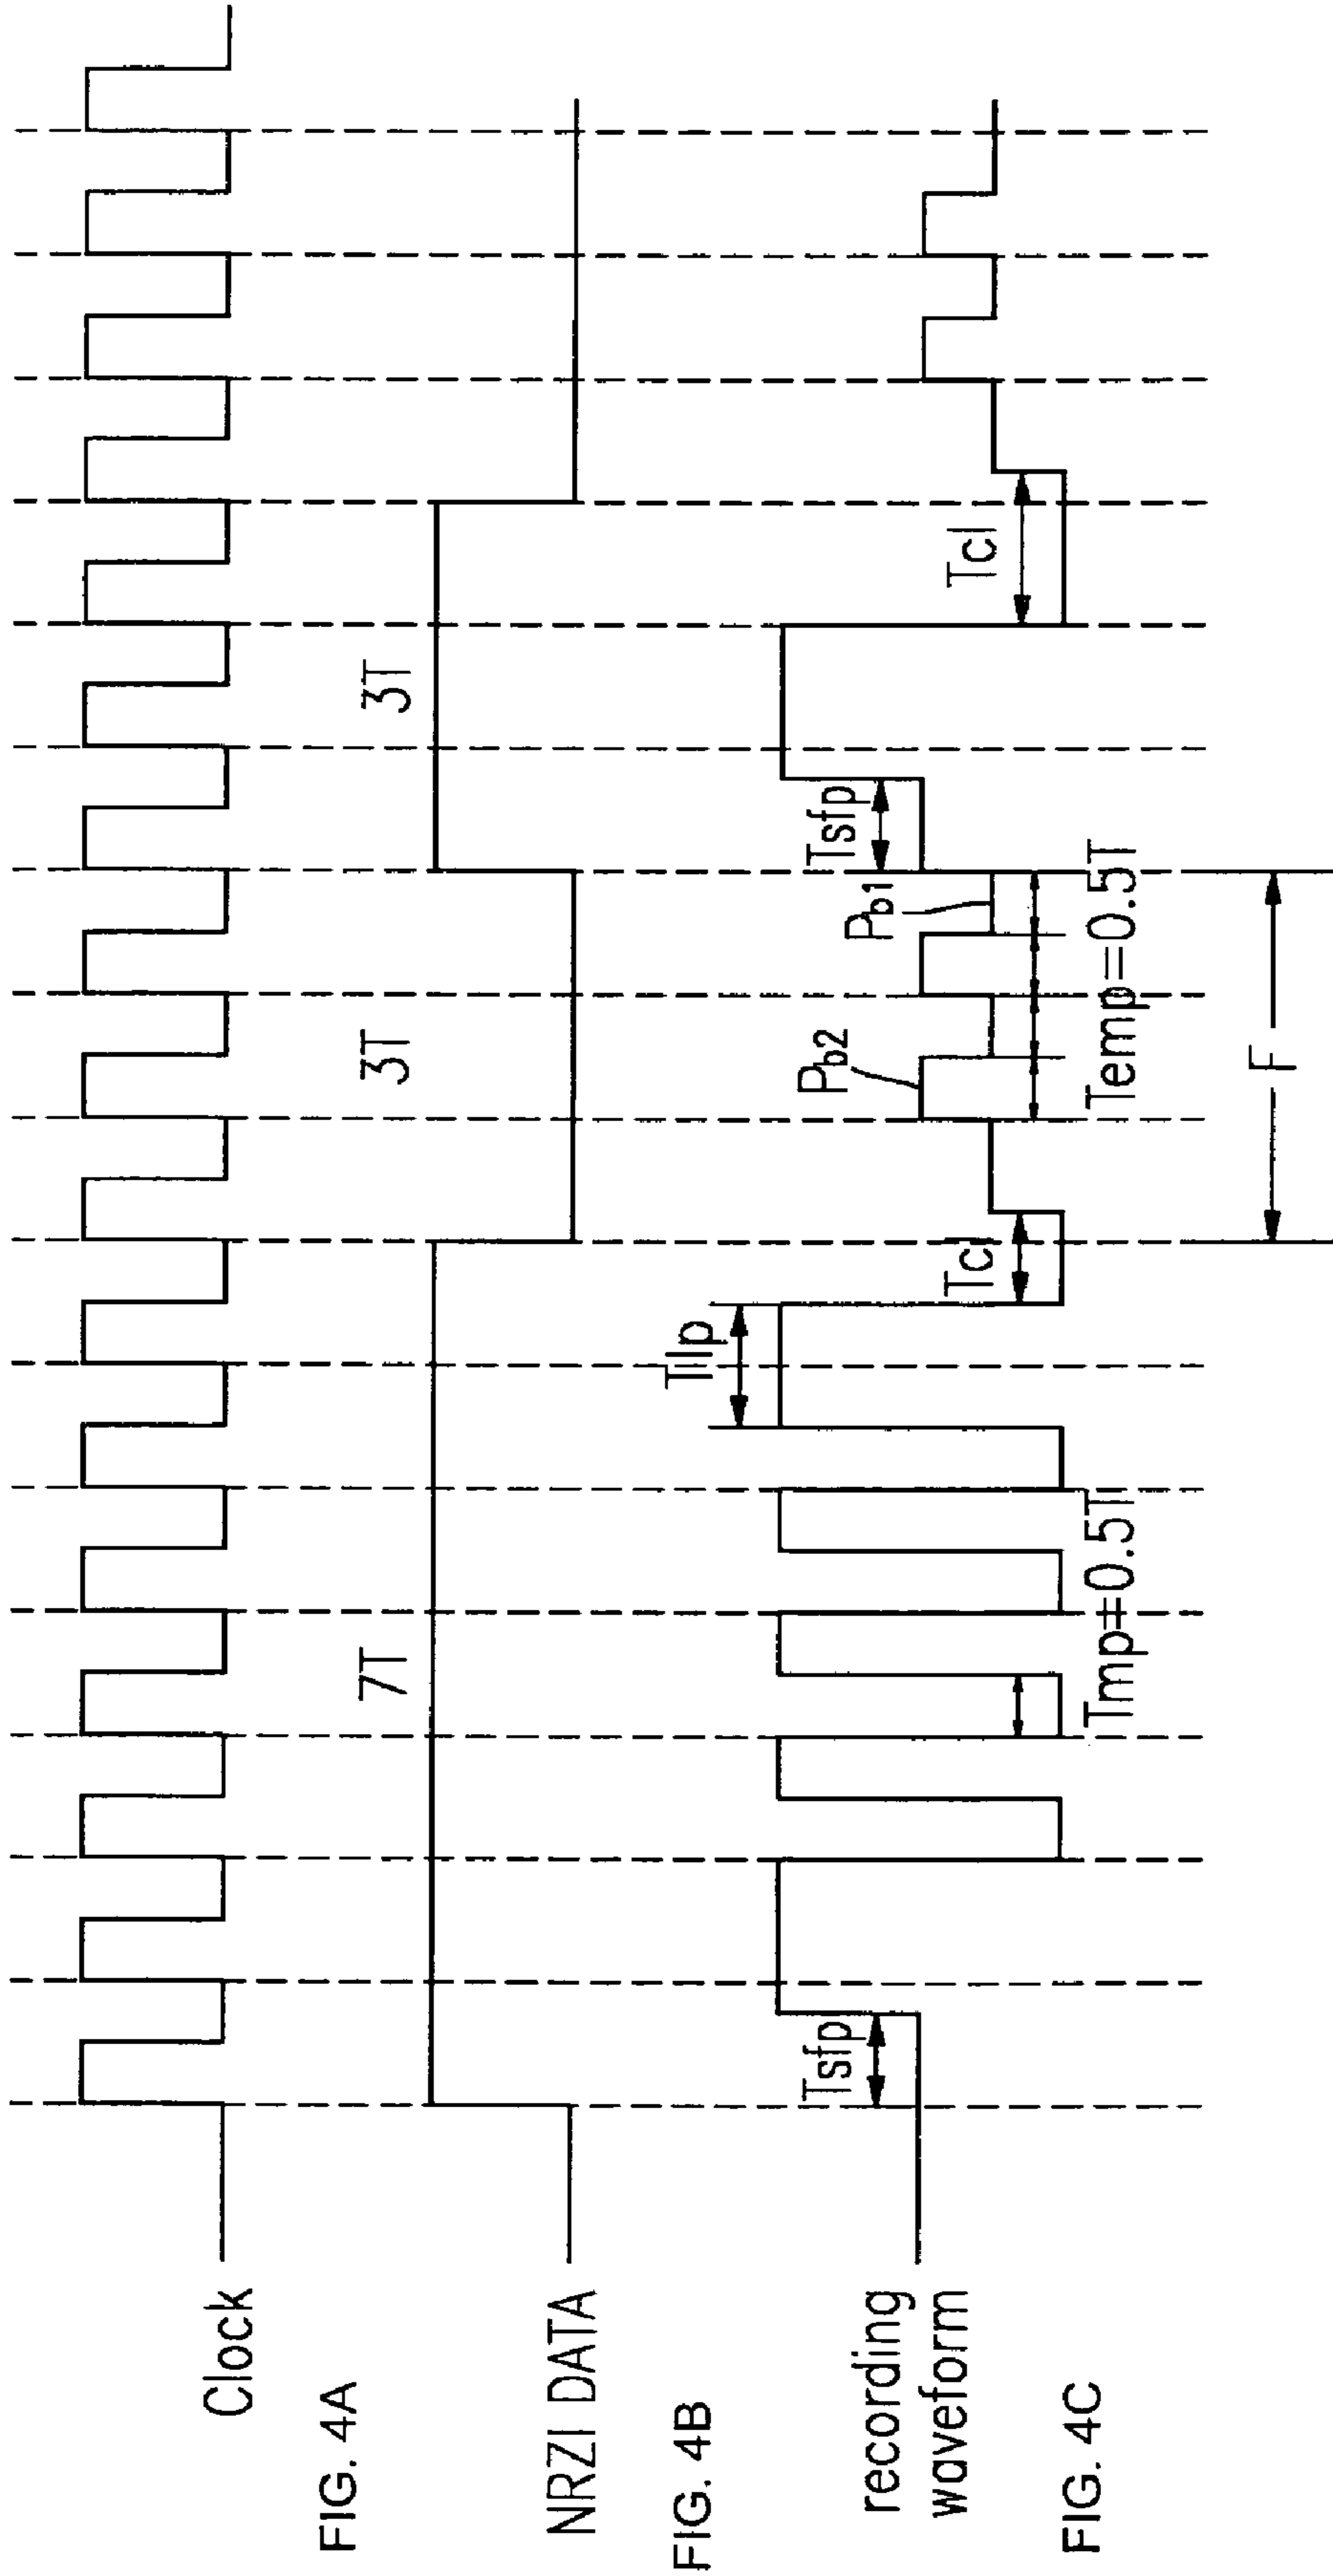 Clock
FIG. 4A
NRZI DATA
7T
3T
3T
FIG. 4B
recording
waveform
Tsfp
Tllp
Tcl
Pb2
Pb1
Tsfp
Tcl
Tmp=0.5T
Temp=0.5T
F
FIG. 4C